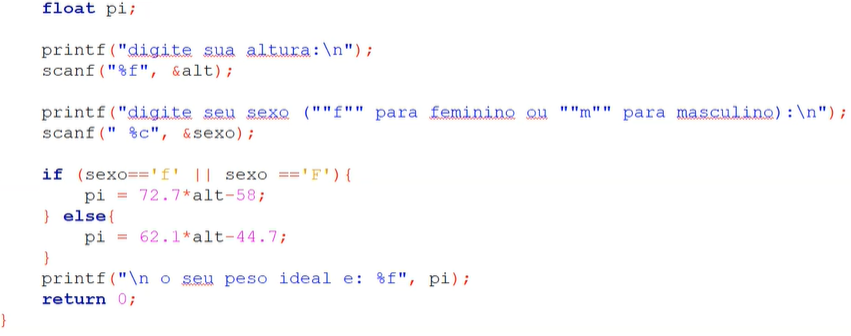 float pi;
printf("digite sua altura:\n");
scanf("%f", &alt);
printf("digite seu sexo (""f"" para feminino ou ""m"" para masculino):\n");
scanf(" %c", &sexo);
if (sexo=='f' || sexo =='F'){
pi = 72.7*alt-58;
} else{
pi = 62.1*alt-44.7;
}
printf("\n o seu peso ideal e: %f", pi);
return 0;
}